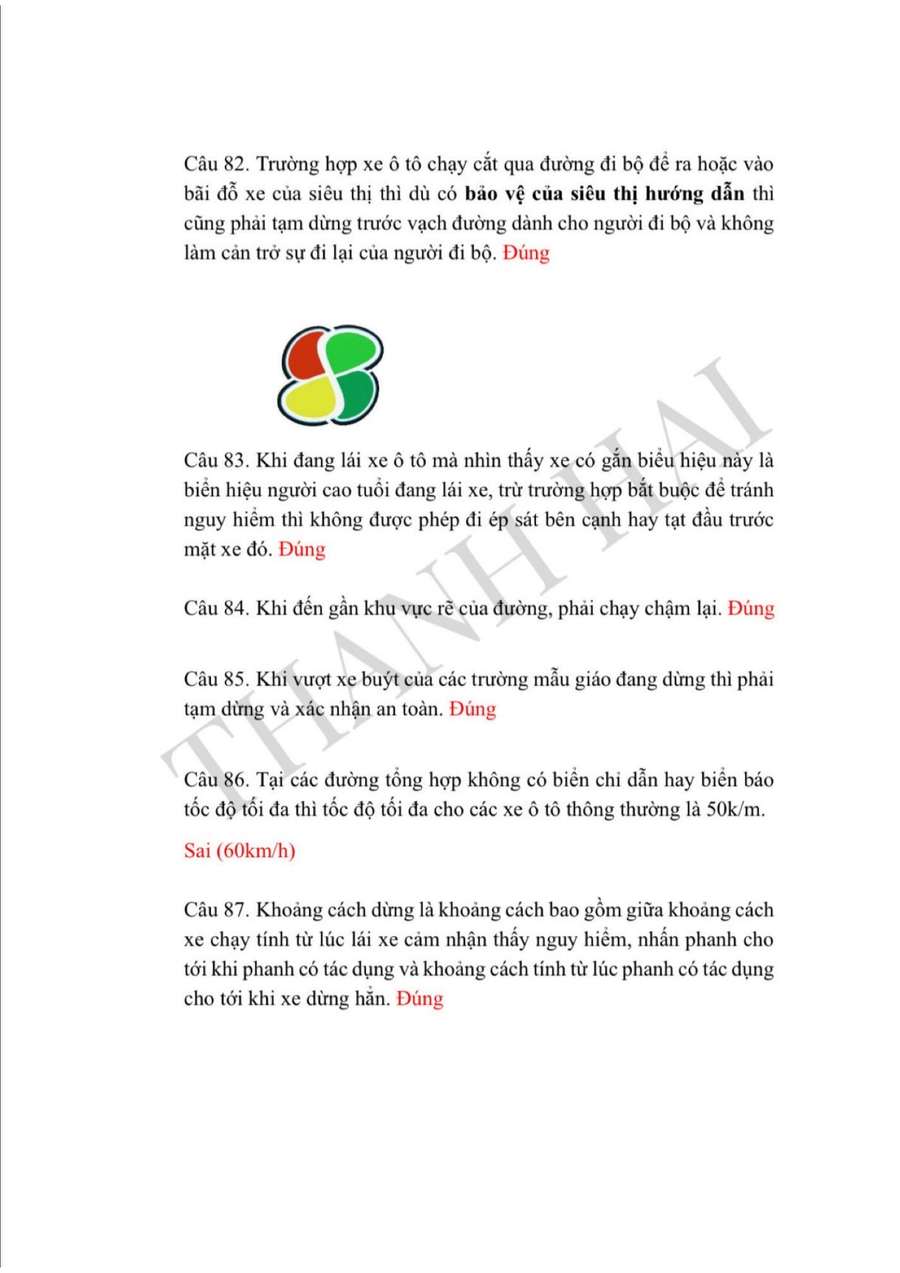 Câu 82. Trường hợp xe ô tô chạy cắt qua đường đi bộ để ra hoặc vào
bãi đỗ xe của siêu thị thì dù có bảo vệ của siêu thị hướng dẫn thì
cũng phải tạm dừng trước vạch đường dành cho người đi bộ và không
làm cản trở sự đi lại của người đi bộ. Đúng
Câu 83. Khi đang lái xe ô tô mà nhìn thấy xe có gắn biểu hiệu này là
biển hiệu người cao tuổi đang lái xe, trừ trường hợp bắt buộc để tránh
nguy hiểm thì không được phép đi ép sát bên cạnh hay tạt đầu trước
mặt xe đó. Đúng
Câu 84. Khi đến gần khu vực rẽ của đường, phải chạy chậm lại. Đúng
Câu 85. Khi vượt xe buýt của các trường mẫu giáo đang dừng thì phải
tạm dừng và xác nhận an toàn. Đúng
Câu 86. Tại các đường tổng hợp không có biển chỉ dẫn hay biển báo
tốc độ tối đa thì tốc độ tối đa cho các xe ô tô thông thường là 50k/m.
Sai (60km/h)
Câu 87. Khoảng cách dừng là khoảng cách bao gồm giữa khoảng cách
xe chạy tính từ lúc lái xe cảm nhận thấy nguy hiểm, nhấn phanh cho
tới khi phanh có tác dụng và khoảng cách tính từ lúc phanh có tác dụng
cho tới khi xe dừng hẳn. Đúng
THANH HAI